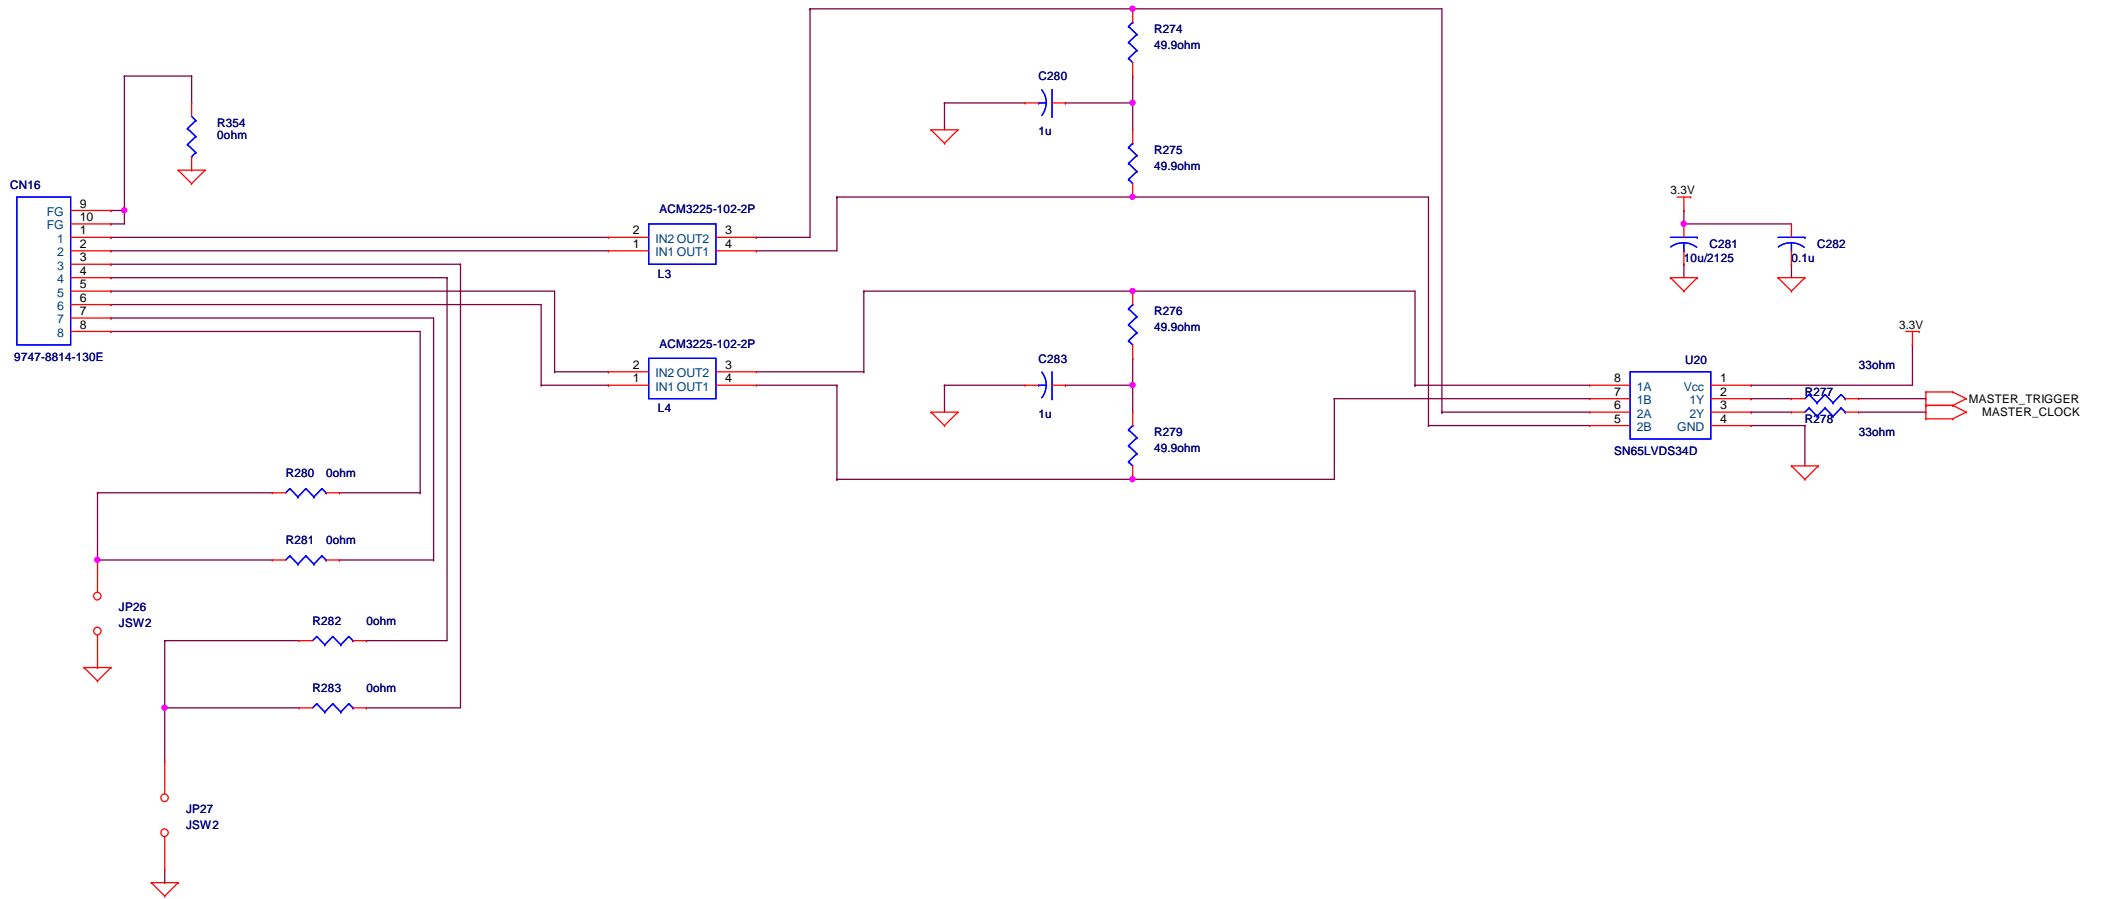 R274
49.9ohm
C280
1u
R275
49.9ohm
R354
0ohm
CN16
FG 9
FG 10
1 1
2 2
3 3
4 4
5 5
6 6
7 7
8 8
9747-8814-130E
ACM3225-102-2P
2 IN2 OUT2 3
1 IN1 OUT1 4
L3
3.3V
C281
10u/2125
C282
0.1u
R276
49.9ohm
ACM3225-102-2P
2 IN2 OUT2 3
1 IN1 OUT1 4
L4
C283
1u
R279
49.9ohm
3.3V
U20
33ohm
8 1A Vcc 1
7 1B 1Y 2
6 2A 2Y 3
5 2B GND 4
SN65LVDS34D
R277
MASTER_TRIGGER
MASTER_CLOCK
R278
33ohm
R280 0ohm
R281 0ohm
JP26
JSW2
R282 0ohm
R283 0ohm
JP27
JSW2